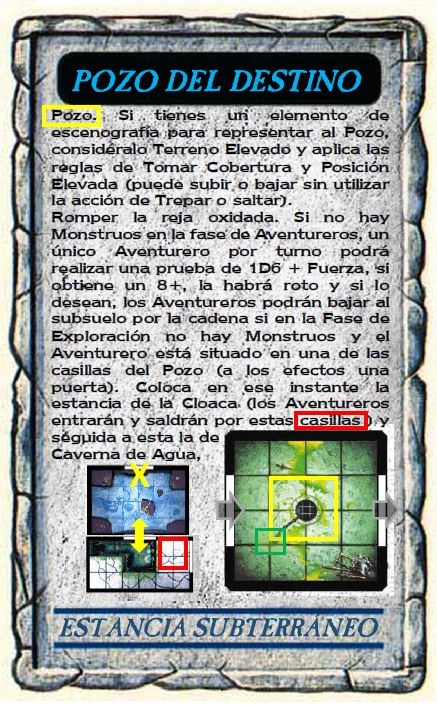 POZO DEL DESTINO
Pozo. Si tienes un elemento de
escenografía para representar al Pozo,
considéralo Terreno Elevado y aplica las
reglas de Tomar Cobertura y Posición
Elevada (puede subir o bajar sin utilizar
la acción de Trepar o saltar).
Romper la reja oxidada. Si no hay
Monstruos en la fase de Aventureros, un
único Aventurero por turno podrá
realizar una prueba de 1D6 + Fuerza, si
obtiene un 8+, la habrá roto y si lo
desean, los Aventureros podrán bajar al
subsuelo por la cadena si en la Fase de
Exploración no hay Monstruos y el
Aventurero está situado en una de las
casillas del Pozo (a los efectos una
puerta). Coloca en ese instante la
estancia de la Cloaca (los Aventureros
entrarán y saldrán por estas casillas ) y
seguida a esta la de
Caverna de Agua,
X
ESTANCIA SUBTERRÁNEO